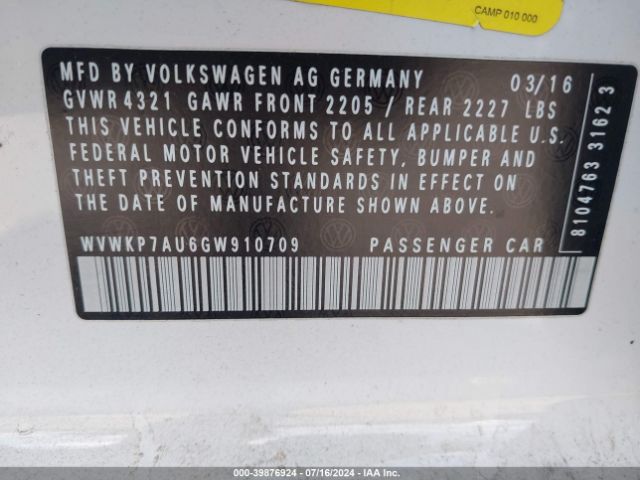 CAMP 010 000
MFD BY VOLKSWAGEN AG GERMANY 03/16
GVWR 4321 GAWR FRONT 2205 / REAR 2227 LBS
THIS VEHICLE CONFORMS TO ALL APPLICABLE U.S.
FEDERAL MOTOR VEHICLE SAFETY, BUMPER AND
THEFT PREVENTION STANDARDS IN EFFECT ON
THE DATE OF MANUFACTURE SHOWN ABOVE.
WVWKP7AU6GW910709 PASSENGER CAR
8104763 3162 3
000-39876924 - 07/16/2024 - IAA Inc.